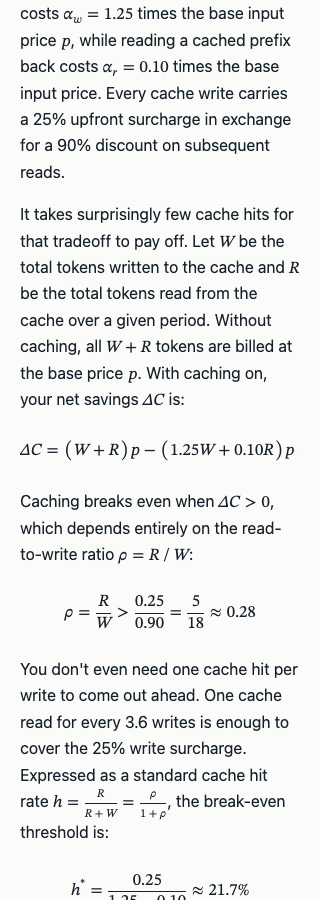 costs α_w = 1.25 times the base input
price p, while reading a cached prefix
back costs α_r = 0.10 times the base
input price. Every cache write carries
a 25% upfront surcharge in exchange
for a 90% discount on subsequent
reads.
It takes surprisingly few cache hits for
that tradeoff to pay off. Let W be the
total tokens written to the cache and R
be the total tokens read from the
cache over a given period. Without
caching, all W + R tokens are billed at
the base price p. With caching on,
your net savings ΔC is:
ΔC = (W + R) p − (1.25W + 0.10R) p
Caching breaks even when ΔC > 0,
which depends entirely on the read-
to-write ratio ρ = R / W:
ρ = R/W > 0.25/0.90 = 5/18 ≈ 0.28
You don't even need one cache hit per
write to come out ahead. One cache
read for every 3.6 writes is enough to
cover the 25% write surcharge.
Expressed as a standard cache hit
rate h = R/(R + W) = ρ/(1 + ρ), the break-even
threshold is:
h* = 0.25/(1.25 − 0.10) ≈ 21.7%